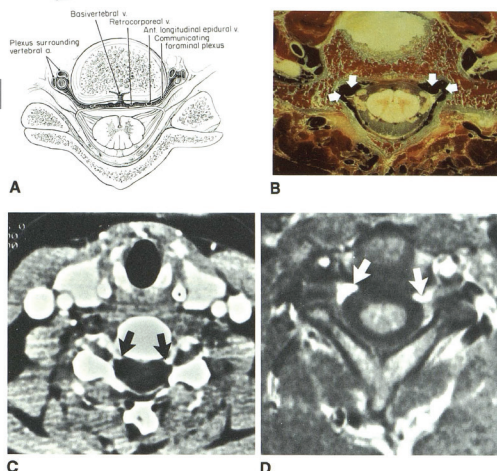 Basivertebral v.
Retrocorporeal v.
Ant. longitudinal epidural v.
Communicating
foraminal plexus
Plexus surrounding
vertebral a.
A
B
C
D